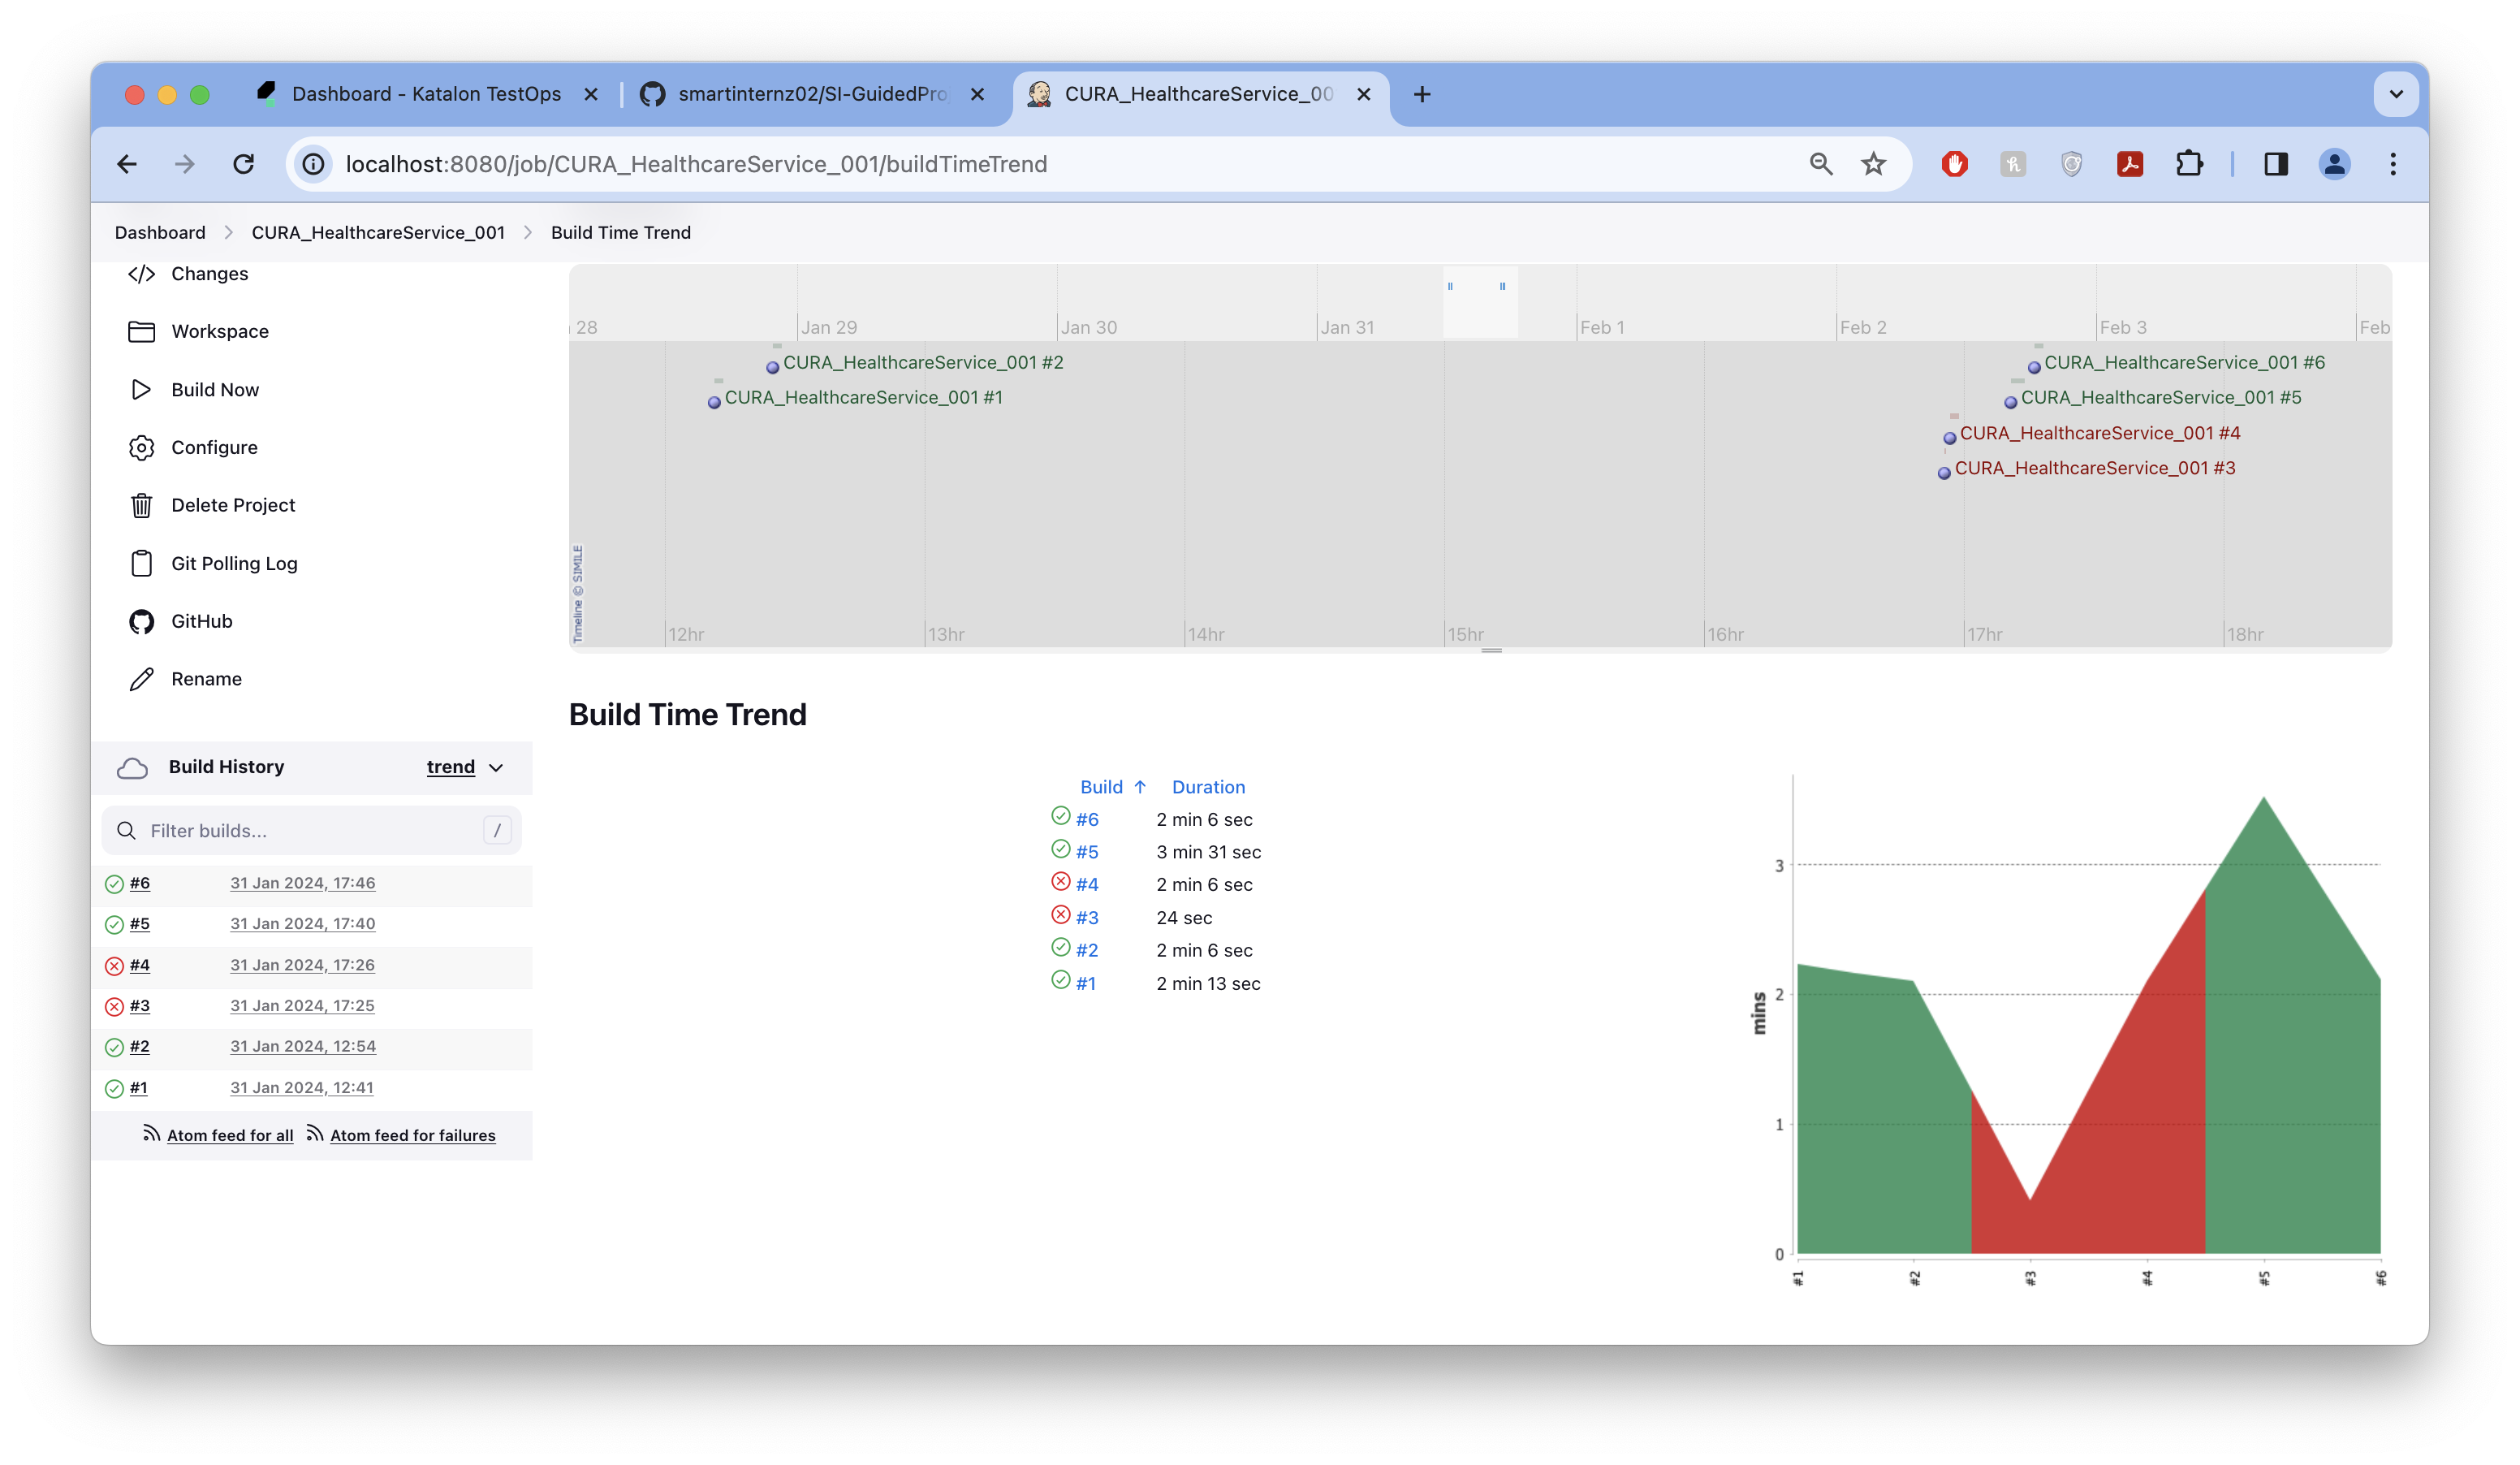 Dashboard - Katalon TestOps
smartinternz02/SI-GuidedPro
CURA_HealthcareService_00
localhost:8080/job/CURA_HealthcareService_001/buildTimeTrend
Dashboard
CURA_HealthcareService_001
Build Time Trend
Changes
Workspace
Build Now
Configure
Delete Project
Git Polling Log
GitHub
Rename
Build History
trend
Filter builds...
/
#6 31 Jan 2024, 17:46
#5 31 Jan 2024, 17:40
#4 31 Jan 2024, 17:26
#3 31 Jan 2024, 17:25
#2 31 Jan 2024, 12:54
#1 31 Jan 2024, 12:41
Atom feed for all Atom feed for failures
28 Jan 29 Jan 30 Jan 31 Feb 1 Feb 2 Feb 3 Feb
CURA_HealthcareService_001 #2
CURA_HealthcareService_001 #1
CURA_HealthcareService_001 #6
CURA_HealthcareService_001 #5
CURA_HealthcareService_001 #4
CURA_HealthcareService_001 #3
Timeline © SIMILE
12hr 13hr 14hr 15hr 16hr 17hr 18hr
Build Time Trend
Build ↑ Duration
#6 2 min 6 sec
#5 3 min 31 sec
#4 2 min 6 sec
#3 24 sec
#2 2 min 6 sec
#1 2 min 13 sec
mins
3
2
1
0
#1 #2 #3 #4 #5 #6